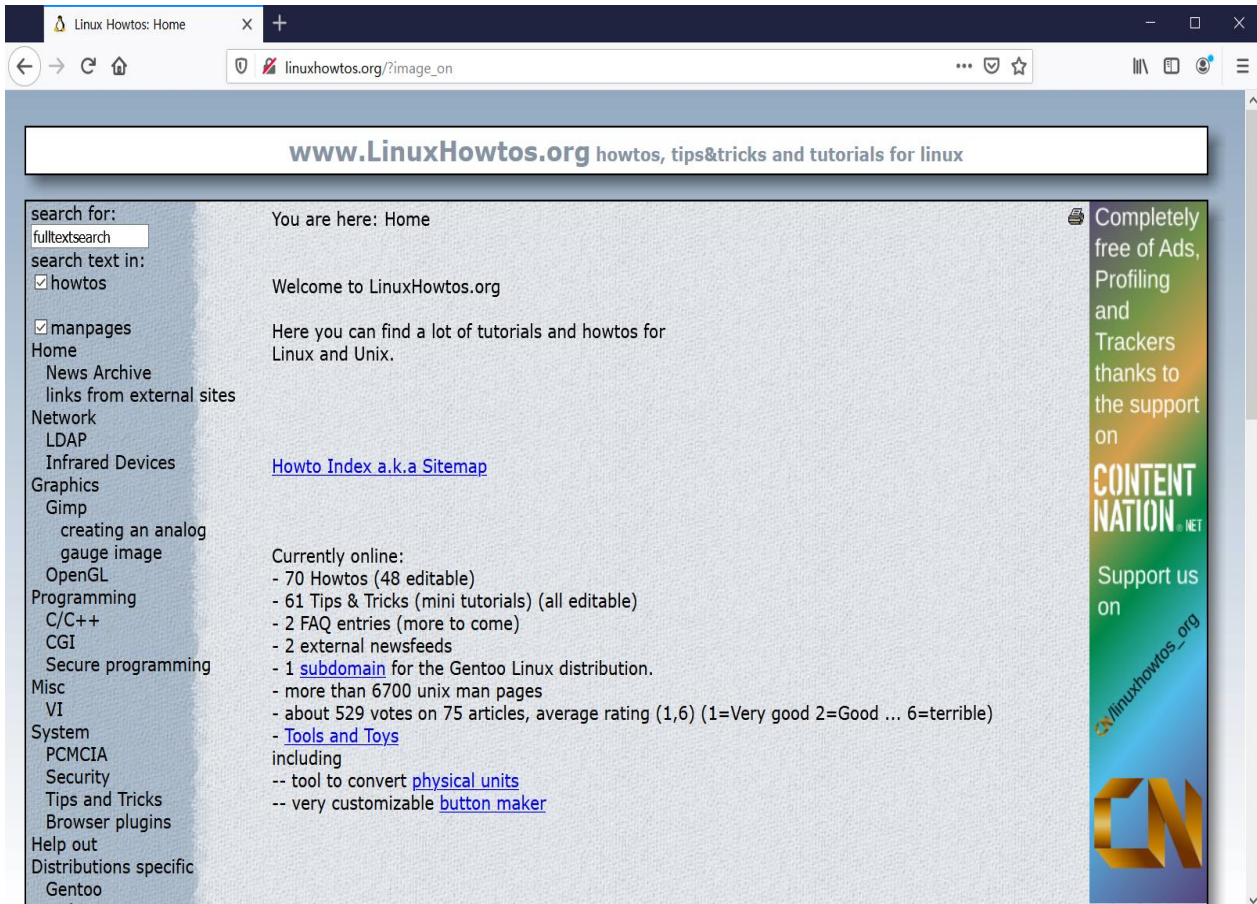 Linux Howtos: Home
linuxhowtos.org/?image_on
www.LinuxHowtos.org howtos, tips&tricks and tutorials for linux
search for:
fulltextsearch
search text in:
howtos
manpages
Home
News Archive
links from external sites
Network
LDAP
Infrared Devices
Graphics
Gimp
creating an analog
gauge image
OpenGL
Programming
C/C++
CGI
Secure programming
Misc
VI
System
PCMCIA
Security
Tips and Tricks
Browser plugins
Help out
Distributions specific
Gentoo
You are here: Home
Welcome to LinuxHowtos.org
Here you can find a lot of tutorials and howtos for
Linux and Unix.
Howto Index a.k.a Sitemap
Currently online:
- 70 Howtos (48 editable)
- 61 Tips & Tricks (mini tutorials) (all editable)
- 2 FAQ entries (more to come)
- 2 external newsfeeds
- 1 subdomain for the Gentoo Linux distribution.
- more than 6700 unix man pages
- about 529 votes on 75 articles, average rating (1,6) (1=Very good 2=Good ... 6=terrible)
- Tools and Toys
including
-- tool to convert physical units
-- very customizable button maker
Completely
free of Ads,
Profiling
and
Trackers
thanks to
the support
on
CONTENT
NATION® NET
Support us
on
CN/linuxhowtos_org
CN